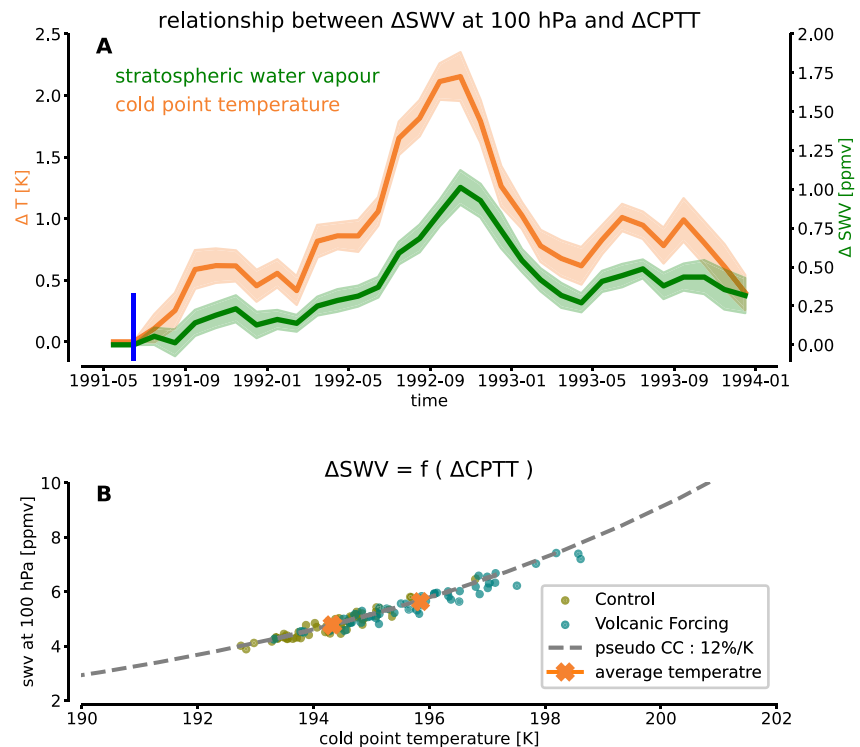 relationship between ΔSWV at 100 hPa and ΔCPTT
A
stratospheric water vapour
cold point temperature
Δ T [K]
2.5
2.0
1.5
1.0
0.5
0.0
Δ SWV [ppmv]
2.00
1.75
1.50
1.25
1.00
0.75
0.50
0.25
0.00
1991-05 1991-09 1992-01 1992-05 1992-09 1993-01 1993-05 1993-09 1994-01
time
ΔSWV = f ( ΔCPTT )
B
swv at 100 hPa [ppmv]
10
8
6
4
2
Control
Volcanic Forcing
pseudo CC : 12%/K
average temperatre
190 192 194 196 198 200 202
cold point temperature [K]